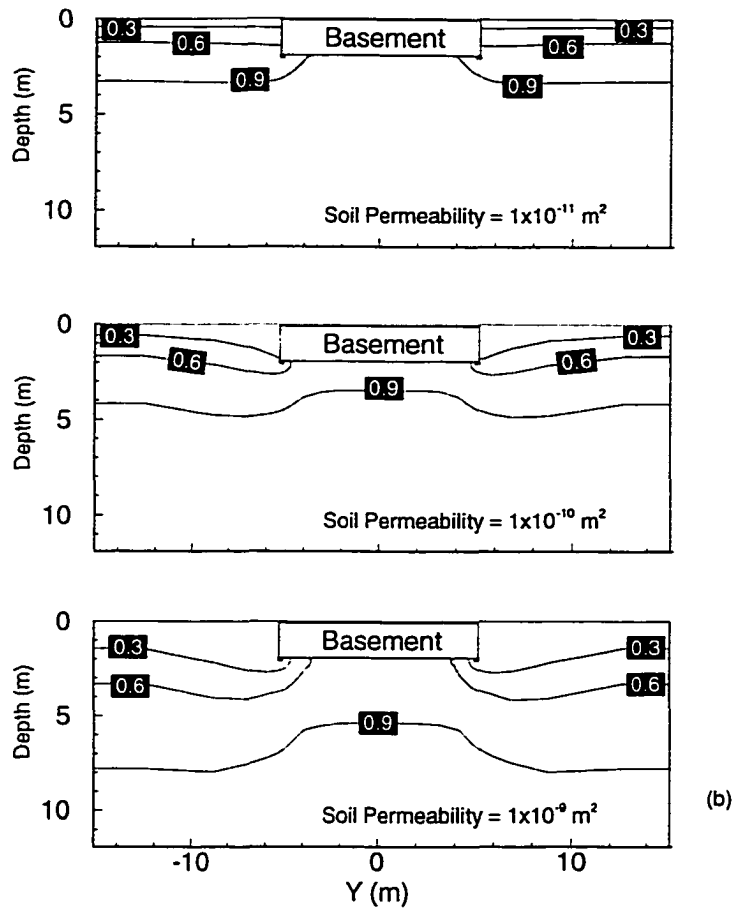 0
0.3
0.3
Basement
0.6
0.6
0.9
0.9
5
10
Depth (m)
Soil Permeability = 1x10⁻¹¹ m²
0
0.3
0.3
Basement
0.6
0.6
0.9
5
10
Depth (m)
Soil Permeability = 1x10⁻¹⁰ m²
0
0.3
0.3
Basement
0.6
0.6
0.9
5
10
Depth (m)
Soil Permeability = 1x10⁻⁹ m²
(b)
-10
0
10
Y (m)